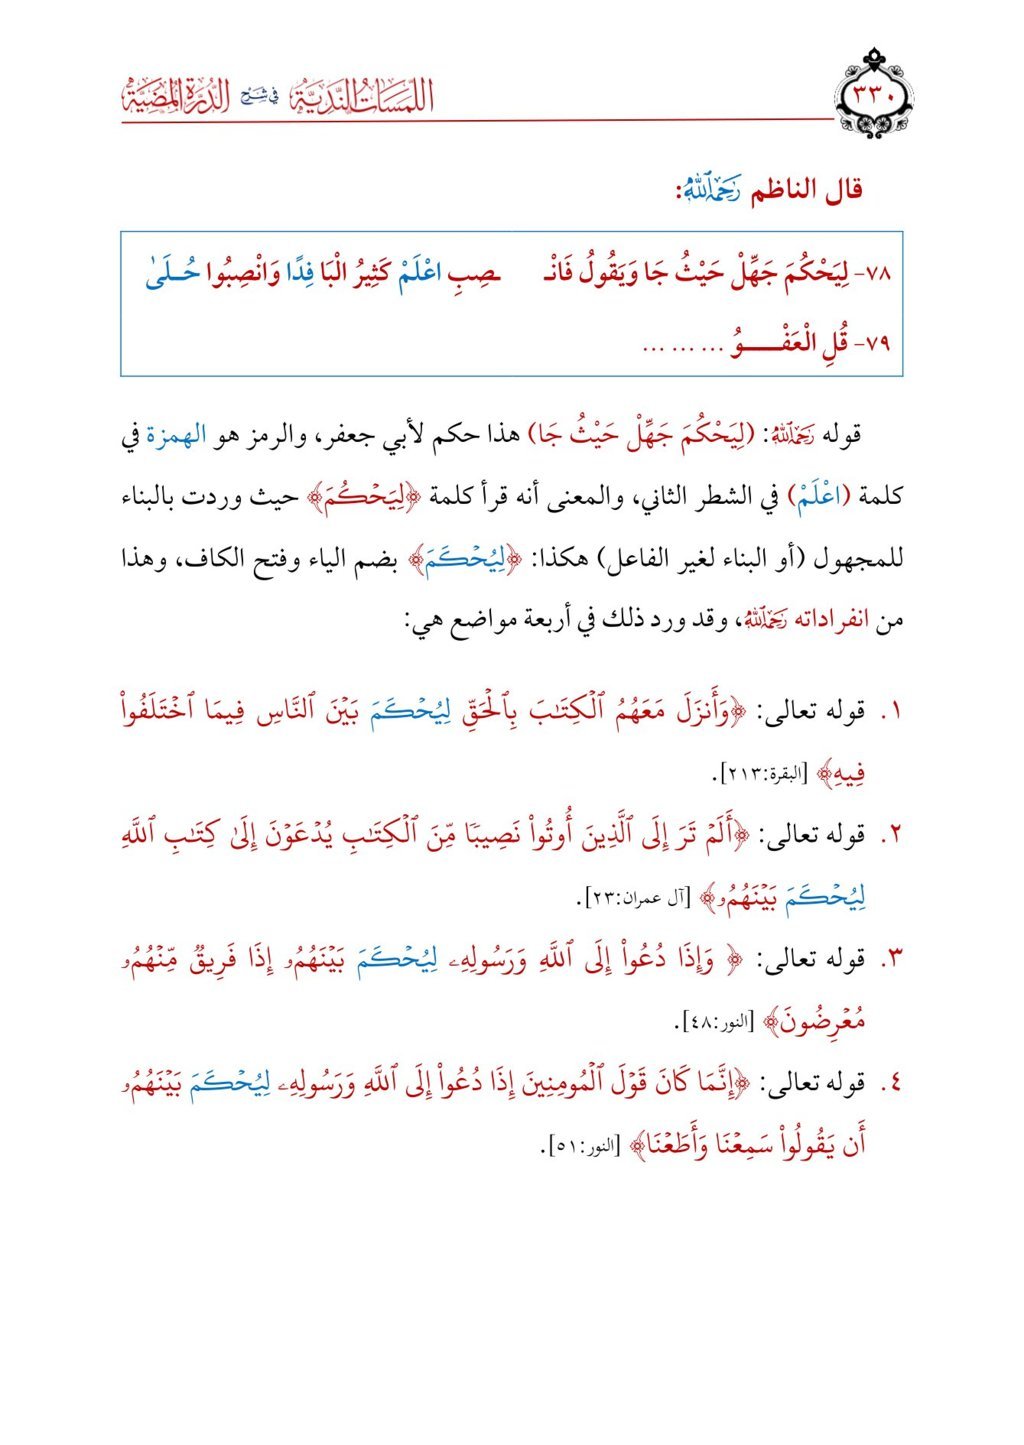 ٣٣٠
اللمسات الندية في شرح الدرة المضية
قال الناظم رَحِمَهُ ٱللَّهُ:
٧٨- لِيَحْكُمَ جَهِّلْ حَيْثُ جَا وَيَقُولُ فَانْـ ـصِبِ اعْلَمْ كَثِيرُ الْبَا فِدًا وَانْصِبُوا حُـلَىٰ
٧٩- قُلِ الْعَفْــــوُ ... ... ...
قوله رَحِمَهُ ٱللَّهُ: (لِيَحْكُمَ جَهِّلْ حَيْثُ جَا) هذا حكم لأبي جعفر، والرمز هو الهمزة في
كلمة (اعْلَمْ) في الشطر الثاني، والمعنى أنه قرأ كلمة ﴿لِيَحۡكُمَ﴾ حيث وردت بالبناء
للمجهول (أو البناء لغير الفاعل) هكذا: ﴿لِيُحۡكَمَ﴾ بضم الياء وفتح الكاف، وهذا
من انفراداته رَحِمَهُ ٱللَّهُ، وقد ورد ذلك في أربعة مواضع هي:
١. قوله تعالى: ﴿وَأَنزَلَ مَعَهُمُ ٱلۡكِتَٰبَ بِٱلۡحَقِّ لِيُحۡكَمَ بَيۡنَ ٱلنَّاسِ فِيمَا ٱخۡتَلَفُواْ
فِيهِ﴾ [البقرة:٢١٣].
٢. قوله تعالى: ﴿أَلَمۡ تَرَ إِلَى ٱلَّذِينَ أُوتُواْ نَصِيبٗا مِّنَ ٱلۡكِتَٰبِ يُدۡعَوۡنَ إِلَىٰ كِتَٰبِ ٱللَّهِ
لِيُحۡكَمَ بَيۡنَهُمُۥ﴾ [آل عمران:٢٣].
٣. قوله تعالى: ﴿ وَإِذَا دُعُواْ إِلَى ٱللَّهِ وَرَسُولِهِۦ لِيُحۡكَمَ بَيۡنَهُمُۥ إِذَا فَرِيقٞ مِّنۡهُمُۥ
مُعۡرِضُونَ﴾ [النور:٤٨].
٤. قوله تعالى: ﴿إِنَّمَا كَانَ قَوۡلَ ٱلۡمُومِنِينَ إِذَا دُعُواْ إِلَى ٱللَّهِ وَرَسُولِهِۦ لِيُحۡكَمَ بَيۡنَهُمُۥ
أَن يَقُولُواْ سَمِعۡنَا وَأَطَعۡنَا﴾ [النور:٥١].